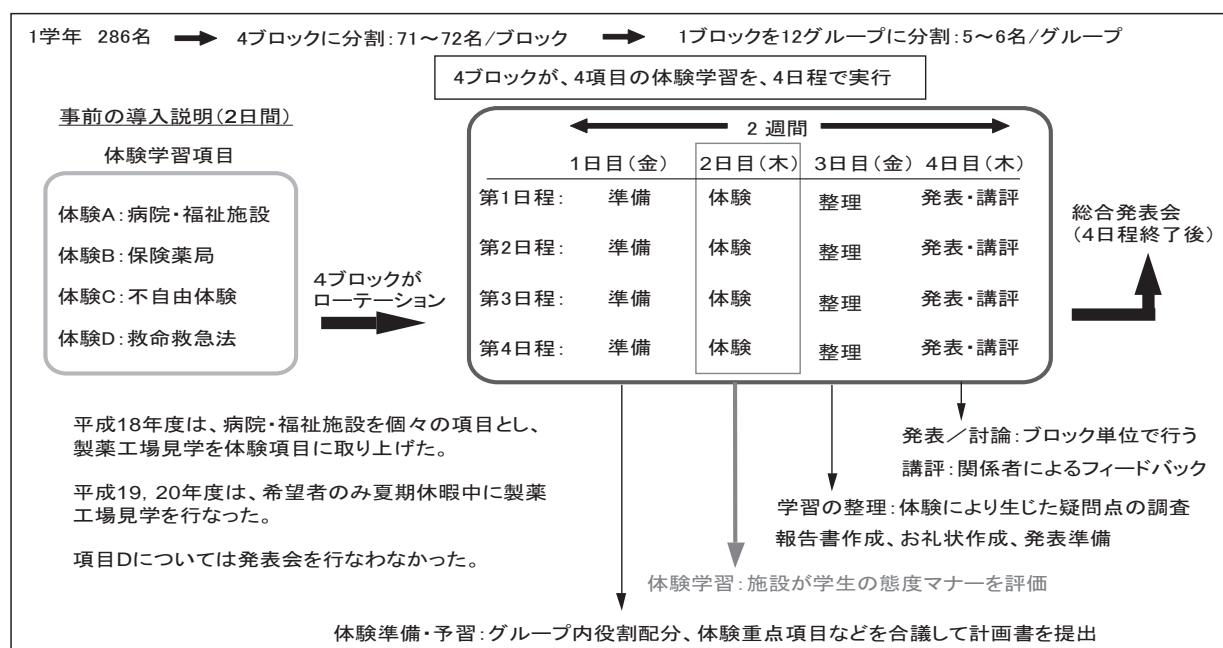 1学年 286名 4ブロックに分割:71～72名/ブロック 1ブロックを12グループに分割:5～6名/グループ
4ブロックが、4項目の体験学習を、4日程で実行
事前の導入説明(2日間)
体験学習項目
体験A:病院・福祉施設
体験B:保険薬局
体験C:不自由体験
体験D:救命救急法
4ブロックが
ローテーション
2 週間
1日目(金) 2日目(木) 3日目(金) 4日目(木)
第1日程: 準備 体験 整理 発表・講評
第2日程: 準備 体験 整理 発表・講評
第3日程: 準備 体験 整理 発表・講評
第4日程: 準備 体験 整理 発表・講評
総合発表会
(4日程終了後)
平成18年度は、病院・福祉施設を個々の項目とし、
製薬工場見学を体験項目に取り上げた。
平成19, 20年度は、希望者のみ夏期休暇中に製薬
工場見学を行なった。
項目Dについては発表会を行なわなかった。
発表／討論:ブロック単位で行う
講評:関係者によるフィードバック
学習の整理:体験により生じた疑問点の調査
報告書作成、お礼状作成、発表準備
体験学習:施設が学生の態度マナーを評価
体験準備・予習:グループ内役割配分、体験重点項目などを合議して計画書を提出